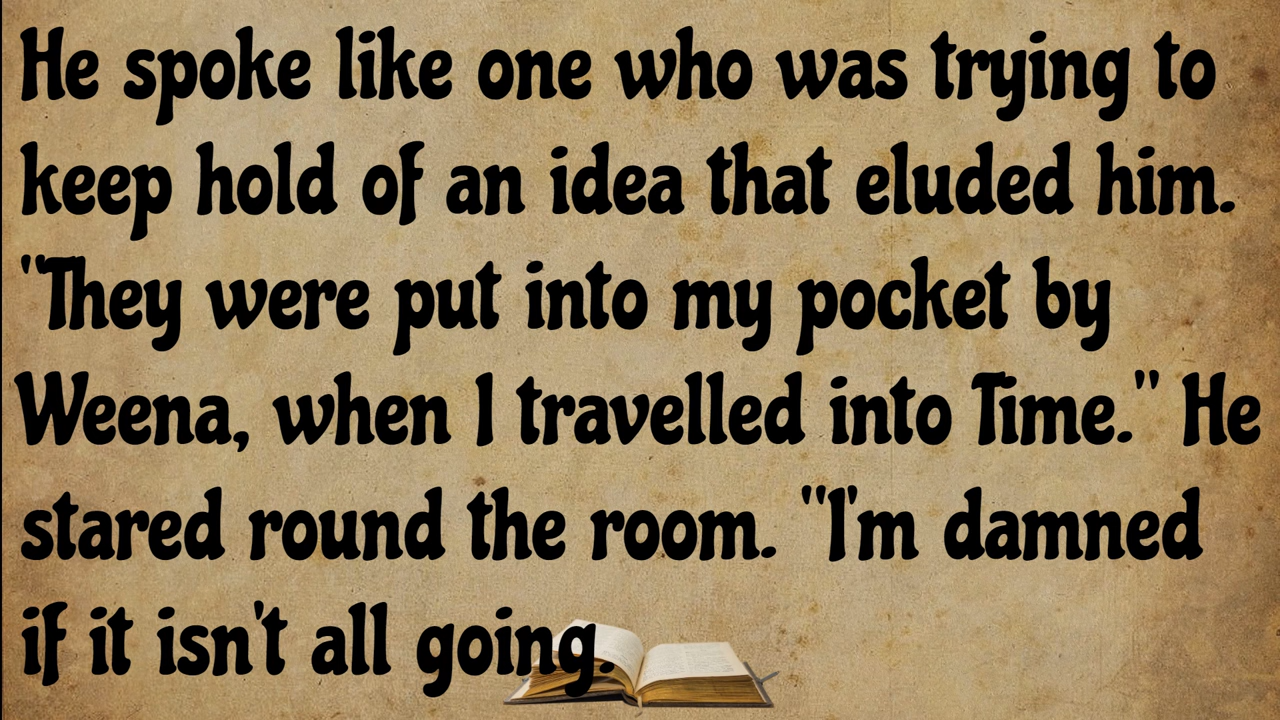 He spoke like one who was trying to
keep hold of an idea that eluded him.
"They were put into my pocket by
Weena, when I travelled into Time." He
stared round the room. "I'm damned
if it isn't all going.